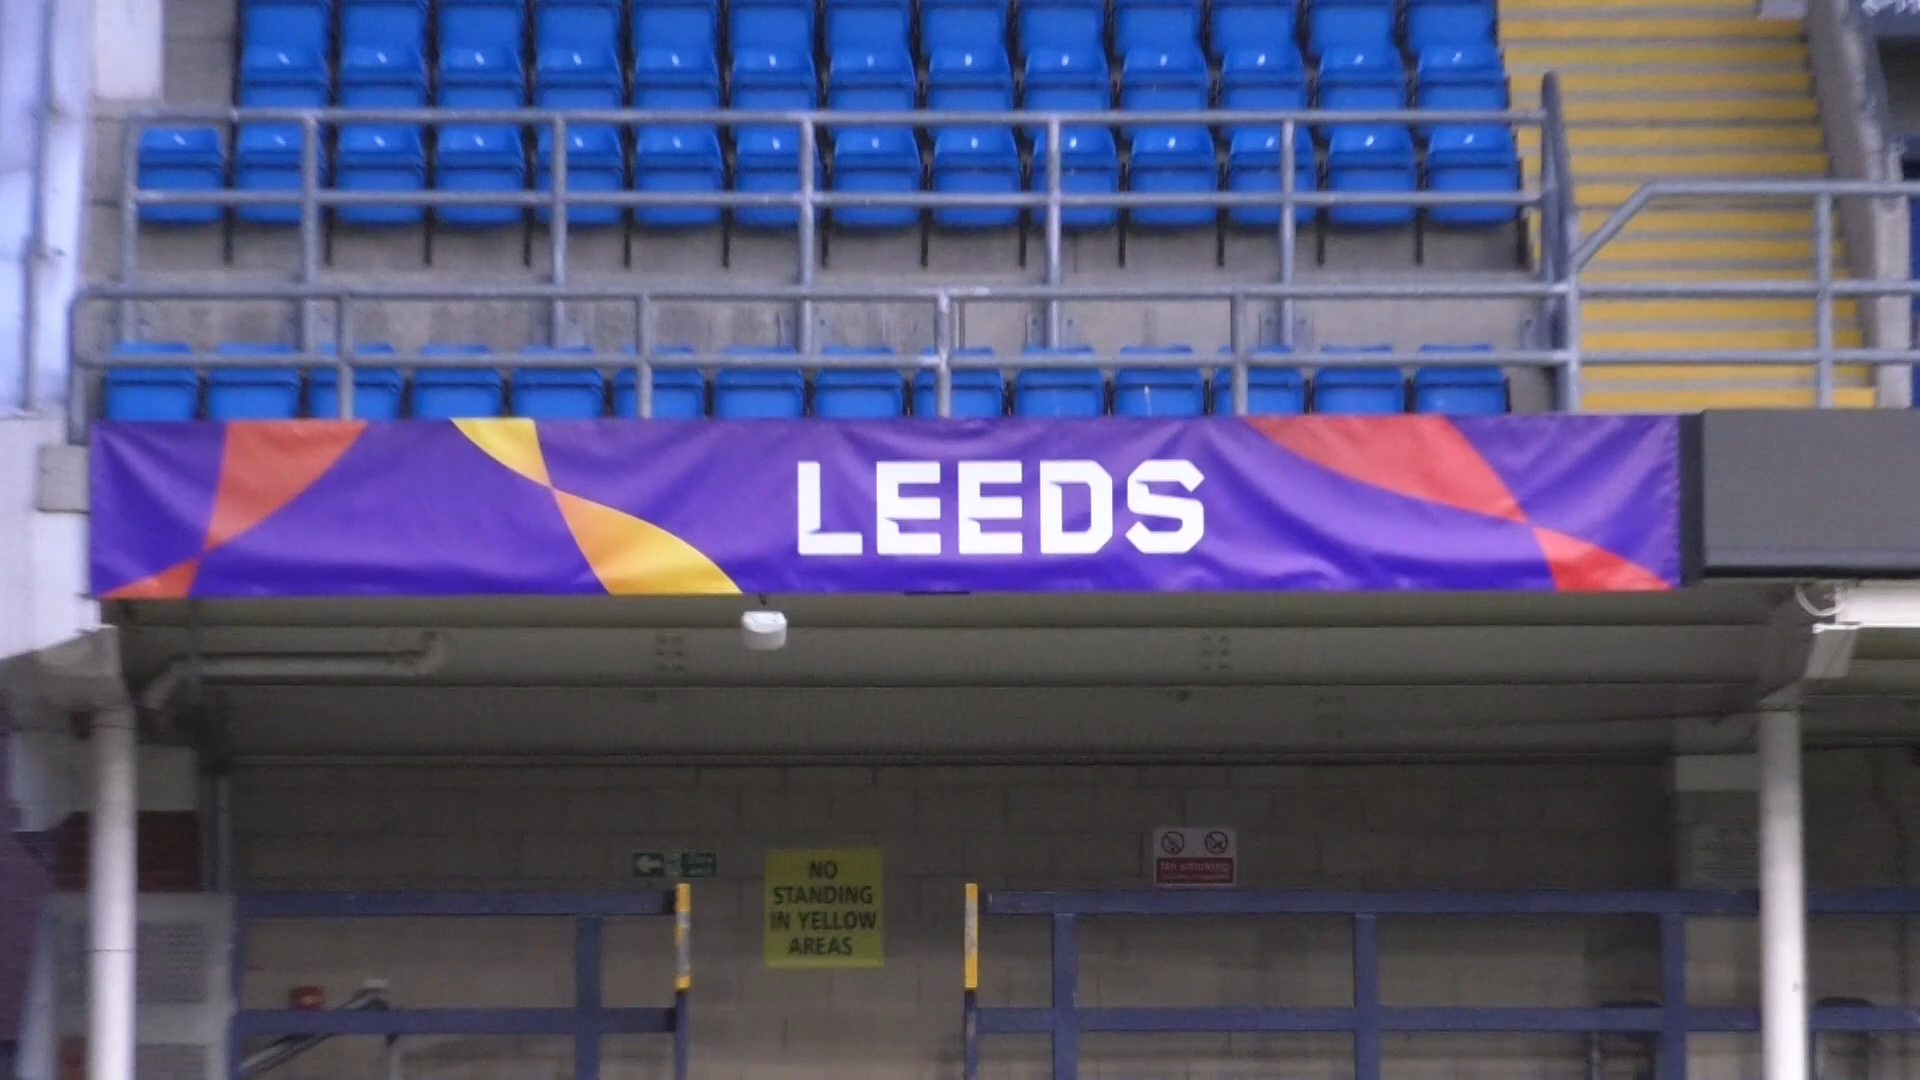 LEEDS
NO
STANDING
IN YELLOW
AREAS
No smoking